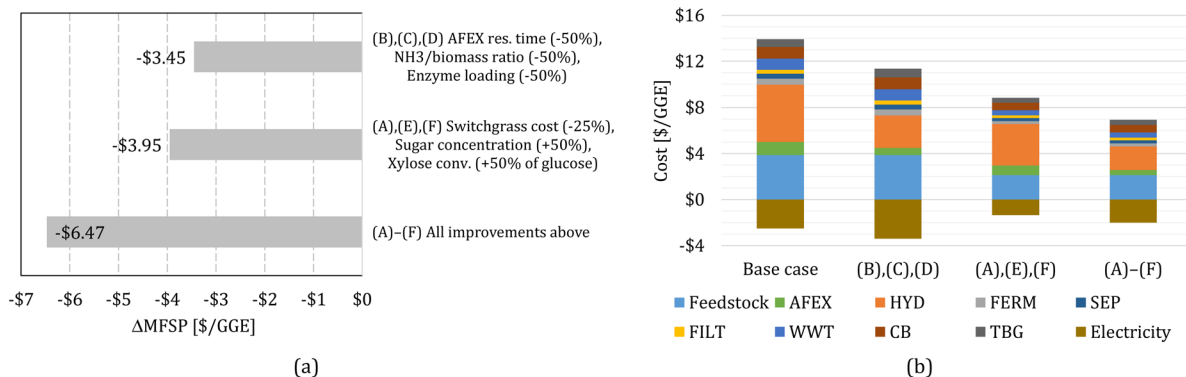 -$3.45
(B),(C),(D) AFEX res. time (-50%),
NH3/biomass ratio (-50%),
Enzyme loading (-50%)
-$3.95
(A),(E),(F) Switchgrass cost (-25%),
Sugar concentration (+50%),
Xylose conv. (+50% of glucose)
-$6.47
(A)–(F) All improvements above
-$7 -$6 -$5 -$4 -$3 -$2 -$1 $0
ΔMFSP [$/GGE]
(a)
Cost [$/GGE]
$16
$12
$8
$4
$0
-$4
Base case (B),(C),(D) (A),(E),(F) (A)–(F)
Feedstock AFEX HYD FERM SEP
FILT WWT CB TBG Electricity
(b)